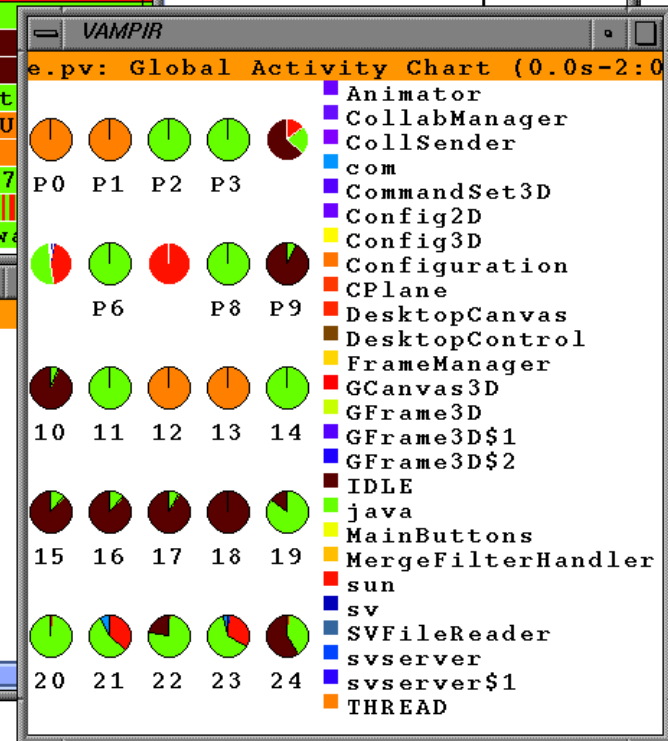 VAMPIR
e.pv: Global Activity Chart (0.0s-2:0
Animator
CollabManager
CollSender
com
CommandSet3D
Config2D
Config3D
Configuration
CPlane
DesktopCanvas
DesktopControl
FrameManager
GCanvas3D
GFrame3D
GFrame3D$1
GFrame3D$2
IDLE
java
MainButtons
MergeFilterHandler
sun
sv
SVFileReader
svserver
svserver$1
THREAD
P0 P1 P2 P3
P6 P8 P9
10 11 12 13 14
15 16 17 18 19
20 21 22 23 24
t
U
7